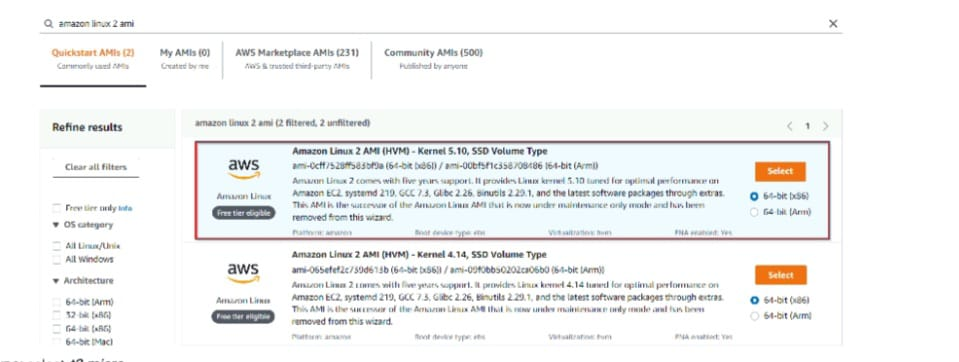 amazon linux 2 ami
Quickstart AMIs (2)
Commonly used AMIs
My AMIs (0)
Created by me
AWS Marketplace AMIs (231)
AWS & trusted third-party AMIs
Community AMIs (500)
Published by anyone
Refine results
Clear all filters
Free tier only Info
OS category
All Linux/Unix
All Windows
Architecture
64-bit (Arm)
32-bit (x86)
64-bit (x86)
64-bit (Mac)
amazon linux 2 ami (2 filtered, 2 unfiltered)
< 1 >
aws
Amazon Linux
Free tier eligible
Amazon Linux 2 AMI (HVM) - Kernel 5.10, SSD Volume Type
ami-0cff7528ff583bf9a (64-bit (x86)) / ami-00bf5f1c358708486 (64-bit (Arm))
Amazon Linux 2 comes with five years support. It provides Linux kernel 5.10 tuned for optimal performance on
Amazon EC2, systemd 219, GCC 7.3, Glibc 2.26, Binutils 2.29.1, and the latest software packages through extras.
This AMI is the successor of the Amazon Linux AMI that is now under maintenance only mode and has been
removed from this wizard.
Platform: amazon
Root device type: ebs
Virtualization: hvm
ENA enabled: Yes
Select
64-bit (x86)
64-bit (Arm)
aws
Amazon Linux
Free tier eligible
Amazon Linux 2 AMI (HVM) - Kernel 4.14, SSD Volume Type
ami-065efef2c739d613b (64-bit (x86)) / ami-09f0bb50202ca06b0 (64-bit (Arm))
Amazon Linux 2 comes with five years support. It provides Linux kernel 4.14 tuned for optimal performance on
Amazon EC2, systemd 219, GCC 7.3, Glibc 2.26, Binutils 2.29.1, and the latest software packages through extras.
This AMI is the successor of the Amazon Linux AMI that is now under maintenance only mode and has been
removed from this wizard.
Platform: amazon
Root device type: ebs
Virtualization: hvm
ENA enabled: Yes
Select
64-bit (x86)
64-bit (Arm)